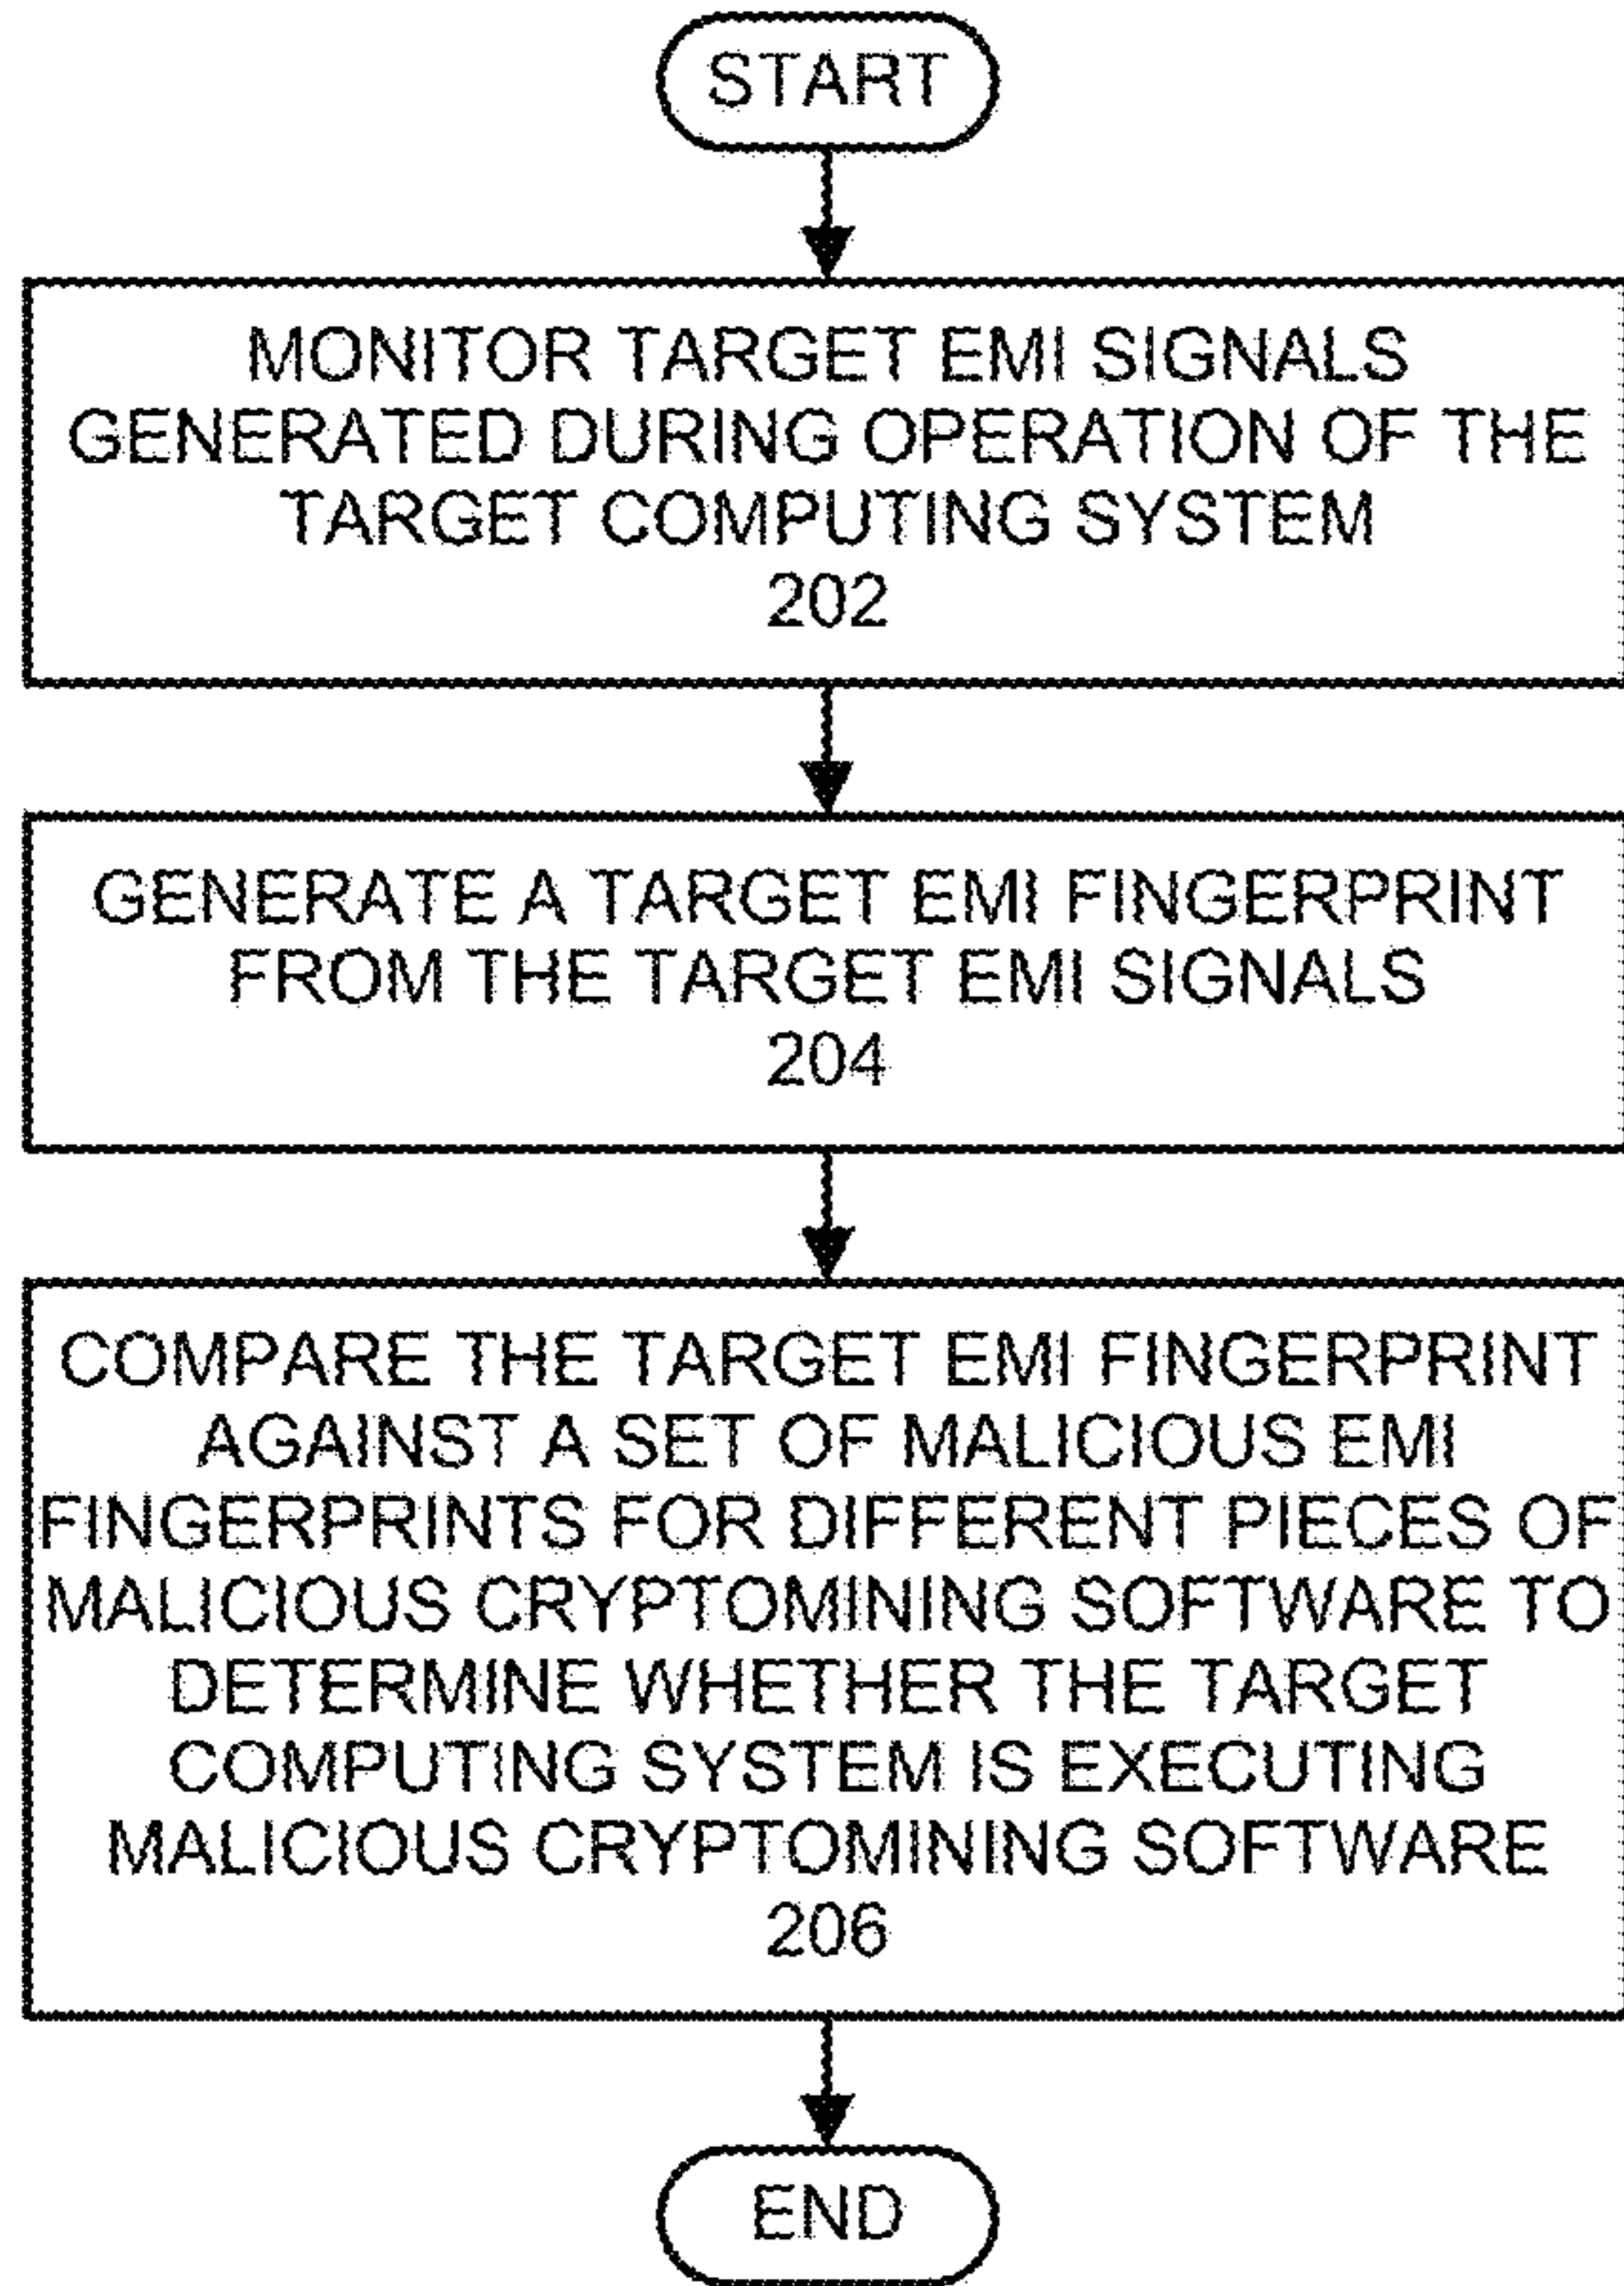 START
MONITOR TARGET EMI SIGNALS
GENERATED DURING OPERATION OF THE
TARGET COMPUTING SYSTEM
202
GENERATE A TARGET EMI FINGERPRINT
FROM THE TARGET EMI SIGNALS
204
COMPARE THE TARGET EMI FINGERPRINT
AGAINST A SET OF MALICIOUS EMI
FINGERPRINTS FOR DIFFERENT PIECES OF
MALICIOUS CRYPTOMINING SOFTWARE TO
DETERMINE WHETHER THE TARGET
COMPUTING SYSTEM IS EXECUTING
MALICIOUS CRYPTOMINING SOFTWARE
206
END